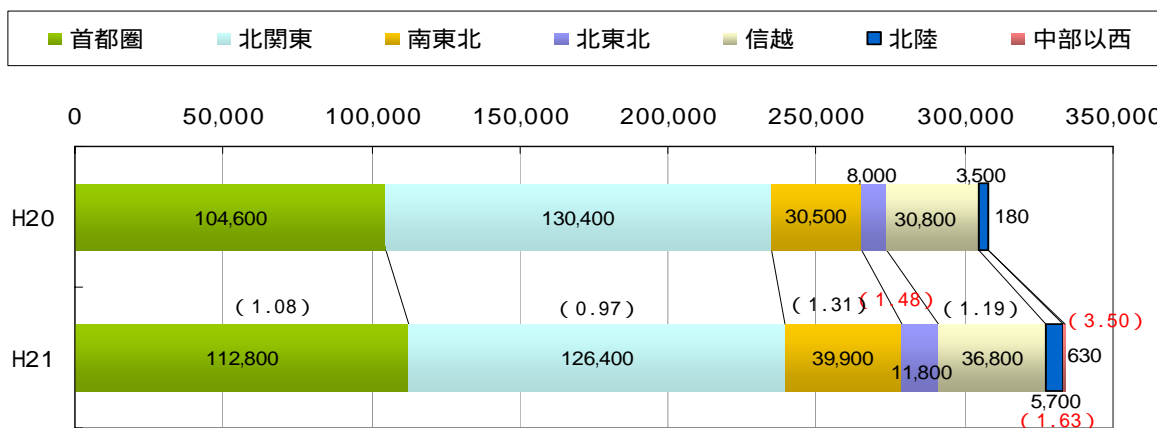 首都圏 北関東 南東北 北東北 信越 北陸 中部以西
0 50,000 100,000 150,000 200,000 250,000 300,000 350,000
8,000 3,500
H20 104,600 130,400 30,500 30,800 180
(1.08) (0.97) (1.31) (1.48) (1.19) (3.50)
H21 112,800 126,400 39,900 11,800 36,800 630
5,700
(1.63)